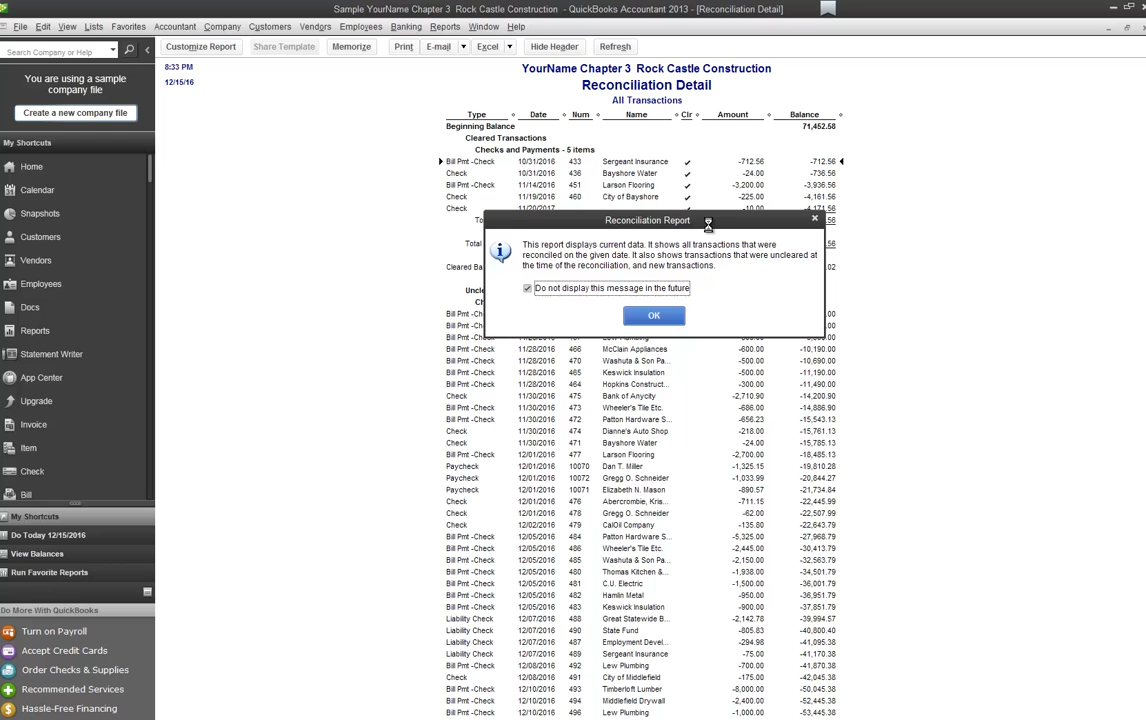 Sample YourName Chapter 3 Rock Castle Construction - QuickBooks Accountant 2013 - [Reconciliation Detail]
File Edit View Lists Favorites Accountant Company Customers Vendors Employees Banking Reports Window Help
Search Company or Help
Customize Report Share Template Memorize Print E-mail Excel Hide Header Refresh
You are using a sample
company file
Create a new company file
My Shortcuts
Home
Calendar
Snapshots
Customers
Vendors
Employees
Docs
Reports
Statement Writer
App Center
Upgrade
Invoice
Item
Check
Bill
My Shortcuts
Do Today 12/15/2016
View Balances
Run Favorite Reports
Do More With QuickBooks
Turn on Payroll
Accept Credit Cards
Order Checks & Supplies
Recommended Services
Hassle-Free Financing
8:33 PM
12/15/16
YourName Chapter 3 Rock Castle Construction
Reconciliation Detail
All Transactions
Type Date Num Name Clr Amount Balance
Beginning Balance 71,452.58
Cleared Transactions
Checks and Payments - 5 items
Bill Pmt -Check 10/31/2016 433 Sergeant Insurance ✓ -712.56 -712.56
Check 10/31/2016 436 Bayshore Water ✓ -24.00 -736.56
Bill Pmt -Check 11/14/2016 451 Larson Flooring ✓ -3,200.00 -3,936.56
Check 11/19/2016 460 City of Bayshore ✓ -225.00 -4,161.56
Check 11/20/2017 -10.00 -4,171.56
Reconciliation Report
This report displays current data. It shows all transactions that were
reconciled on the given date. It also shows transactions that were uncleared at
the time of the reconciliation, and new transactions.
Do not display this message in the future
OK
Total
Cleared Ba
Bill Pmt -Check 11/28/2016 466 McClain Appliances -600.00 -10,190.00
Bill Pmt -Check 11/28/2016 470 Washuta & Son Pa... -500.00 -10,690.00
Bill Pmt -Check 11/28/2016 465 Keswick Insulation -500.00 -11,190.00
Bill Pmt -Check 11/28/2016 464 Hopkins Construct... -300.00 -11,490.00
Check 11/30/2016 475 Bank of Anycity -2,710.90 -14,200.90
Bill Pmt -Check 11/30/2016 473 Wheeler's Tile Etc. -686.00 -14,886.90
Bill Pmt -Check 11/30/2016 472 Patton Hardware S... -656.23 -15,543.13
Check 11/30/2016 474 Dianne's Auto Shop -218.00 -15,761.13
Check 11/30/2016 471 Bayshore Water -24.00 -15,785.13
Bill Pmt -Check 12/01/2016 477 Larson Flooring -2,700.00 -18,485.13
Paycheck 12/01/2016 10070 Dan T. Miller -1,325.15 -19,810.28
Paycheck 12/01/2016 10072 Gregg O. Schneider -1,033.99 -20,844.27
Paycheck 12/01/2016 10071 Elizabeth N. Mason -890.57 -21,734.84
Check 12/01/2016 476 Abercrombie, Kris... -711.15 -22,445.99
Check 12/01/2016 478 Gregg O. Schneider -62.00 -22,507.99
Check 12/02/2016 479 CalOil Company -135.80 -22,643.79
Bill Pmt -Check 12/05/2016 484 Patton Hardware S... -5,325.00 -27,968.79
Bill Pmt -Check 12/05/2016 486 Wheeler's Tile Etc. -2,445.00 -30,413.79
Bill Pmt -Check 12/05/2016 485 Washuta & Son Pa... -2,150.00 -32,563.79
Bill Pmt -Check 12/05/2016 480 Thomas Kitchen &... -1,938.00 -34,501.79
Bill Pmt -Check 12/05/2016 481 C.U. Electric -1,500.00 -36,001.79
Bill Pmt -Check 12/05/2016 482 Hamlin Metal -950.00 -36,951.79
Bill Pmt -Check 12/05/2016 483 Keswick Insulation -900.00 -37,851.79
Liability Check 12/07/2016 488 Great Statewide B... -2,142.78 -39,994.57
Liability Check 12/07/2016 490 State Fund -805.83 -40,800.40
Liability Check 12/07/2016 487 Employment Devel... -294.98 -41,095.38
Liability Check 12/07/2016 489 Sergeant Insurance -75.00 -41,170.38
Bill Pmt -Check 12/08/2016 492 Lew Plumbing -700.00 -41,870.38
Check 12/08/2016 491 City of Middlefield -175.00 -42,045.38
Bill Pmt -Check 12/10/2016 493 Timberloft Lumber -8,000.00 -50,045.38
Bill Pmt -Check 12/10/2016 494 Middlefield Drywall -2,400.00 -52,445.38
Bill Pmt -Check 12/10/2016 496 Lew Plumbing -1,000.00 -53,445.38